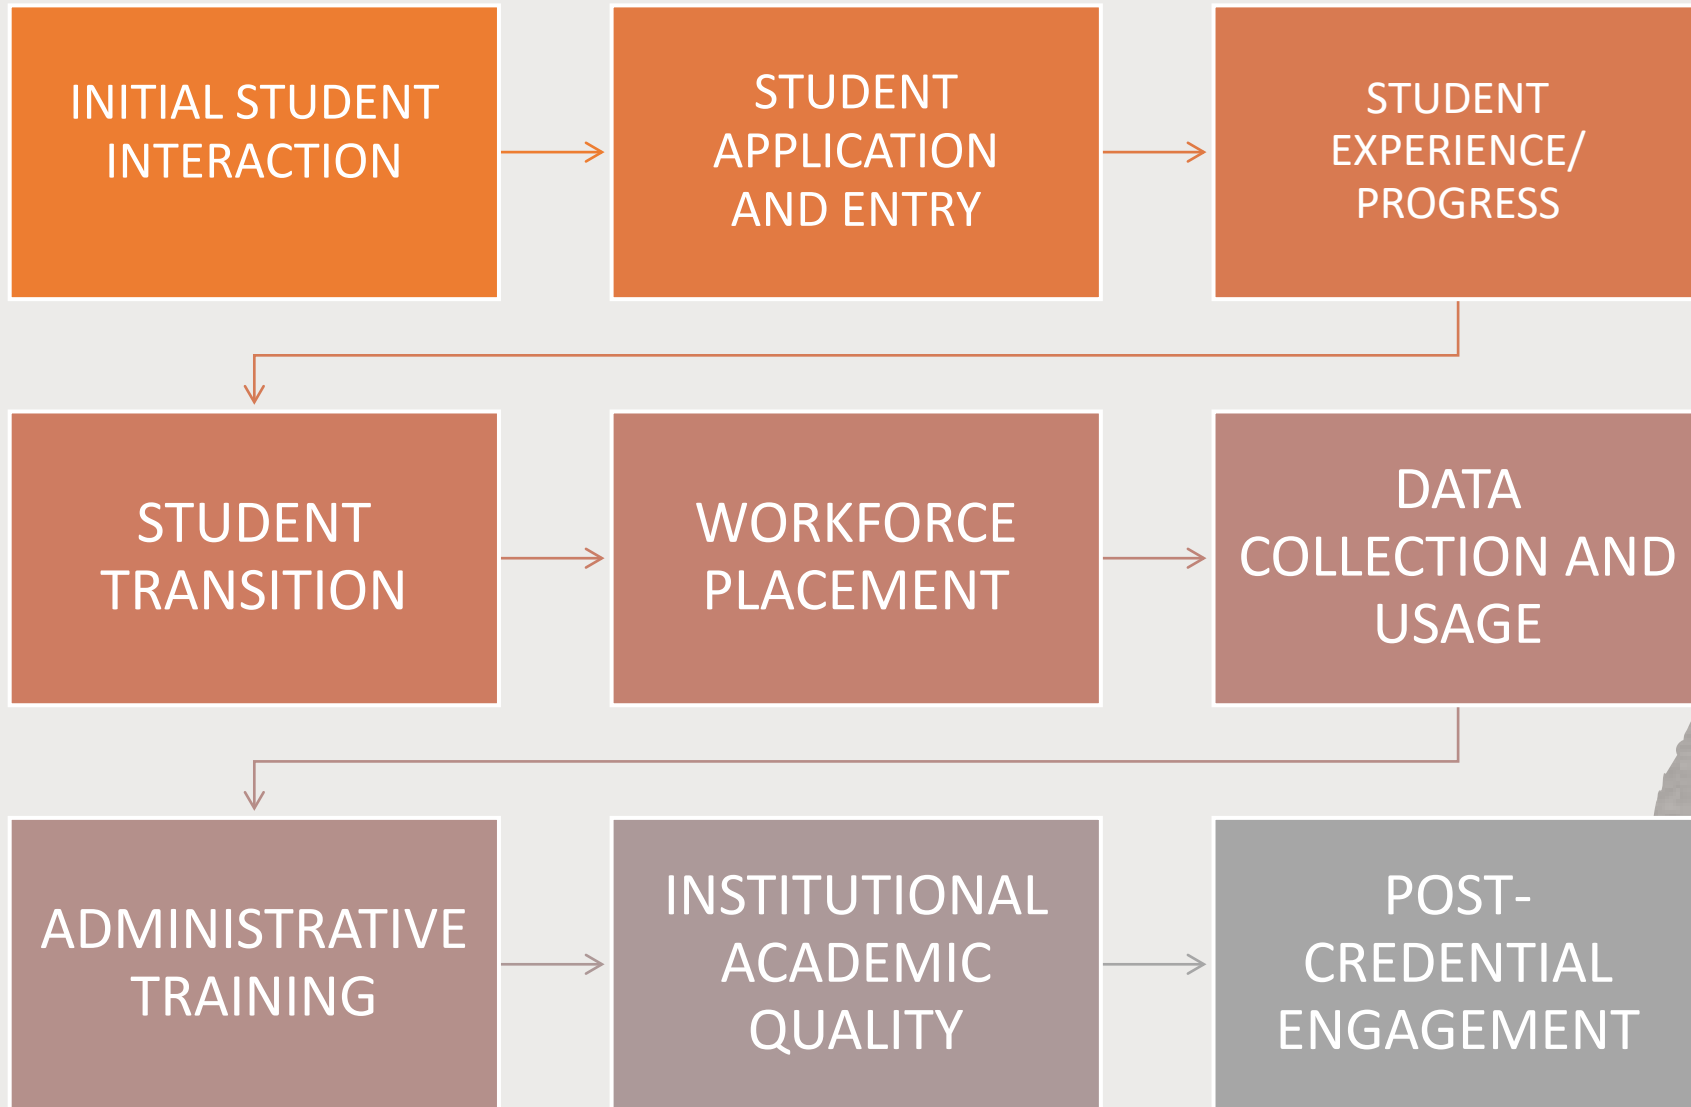 INITIAL STUDENT
INTERACTION
STUDENT
APPLICATION
AND ENTRY
STUDENT
EXPERIENCE/
PROGRESS
STUDENT
TRANSITION
WORKFORCE
PLACEMENT
DATA
COLLECTION AND
USAGE
ADMINISTRATIVE
TRAINING
INSTITUTIONAL
ACADEMIC
QUALITY
POST-
CREDENTIAL
ENGAGEMENT